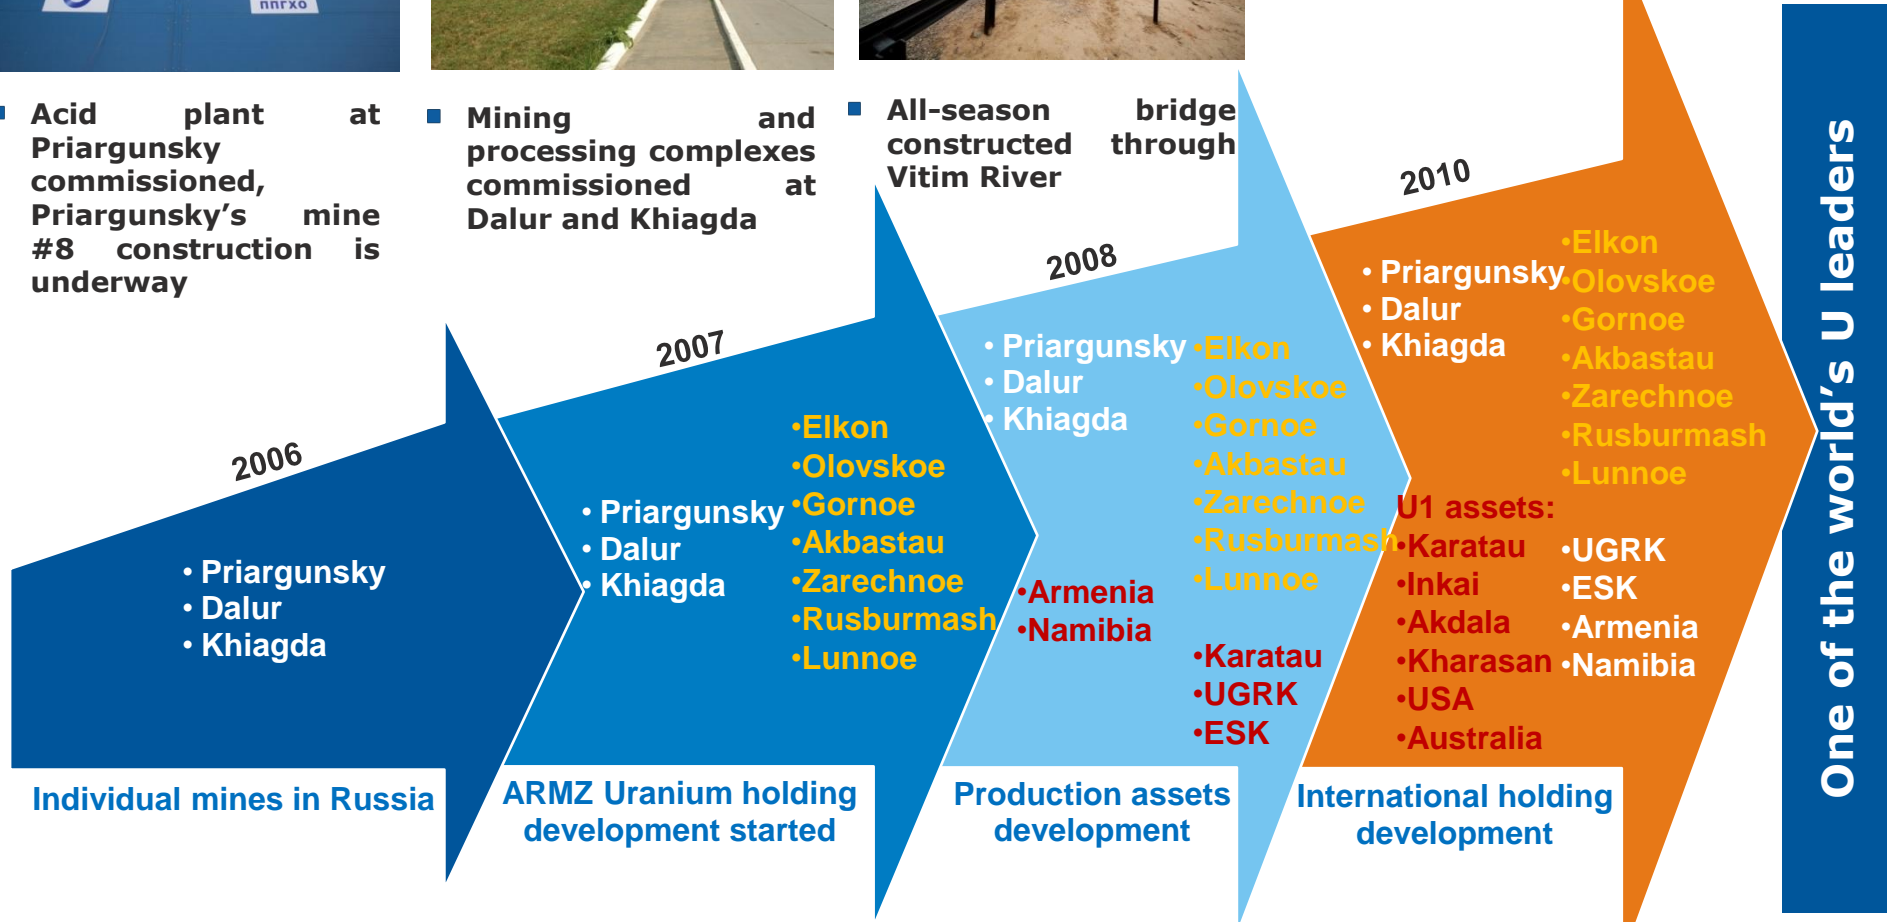 ППГХО
Acid plant at
Priargunsky
commissioned,
Priargunsky's mine
#8 construction is
underway
Mining and
processing complexes
commissioned at
Dalur and Khiagda
All-season bridge
constructed through
Vitim River
2006
• Priargunsky
• Dalur
• Khiagda
Individual mines in Russia
2007
• Priargunsky
• Dalur
• Khiagda
•Elkon
•Olovskoe
•Gornoe
•Akbastau
•Zarechnoe
•Rusburmash
•Lunnoe
ARMZ Uranium holding
development started
2008
• Priargunsky
• Dalur
• Khiagda
•Armenia
•Namibia
•Elkon
•Olovskoe
•Gornoe
•Akbastau
•Zarechnoe
•Rusburmash
•Lunnoe
•Karatau
•UGRK
•ESK
Production assets
development
2010
• Priargunsky
• Dalur
• Khiagda
U1 assets:
•Karatau
•Inkai
•Akdala
•Kharasan
•USA
•Australia
•Elkon
•Olovskoe
•Gornoe
•Akbastau
•Zarechnoe
•Rusburmash
•Lunnoe
•UGRK
•ESK
•Armenia
•Namibia
International holding
development
One of the world's U leaders